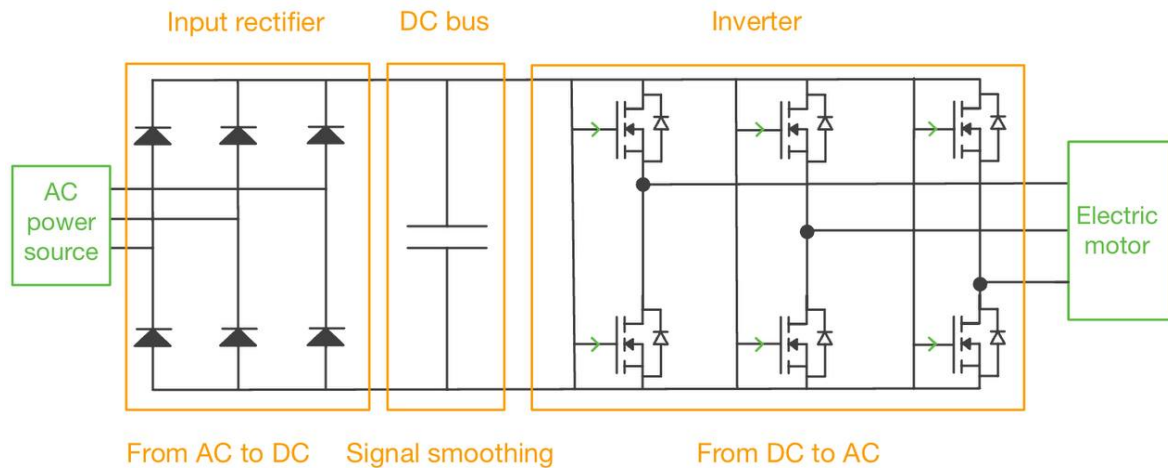 Input rectifier
DC bus
Inverter
AC
power
source
Electric
motor
From AC to DC
Signal smoothing
From DC to AC